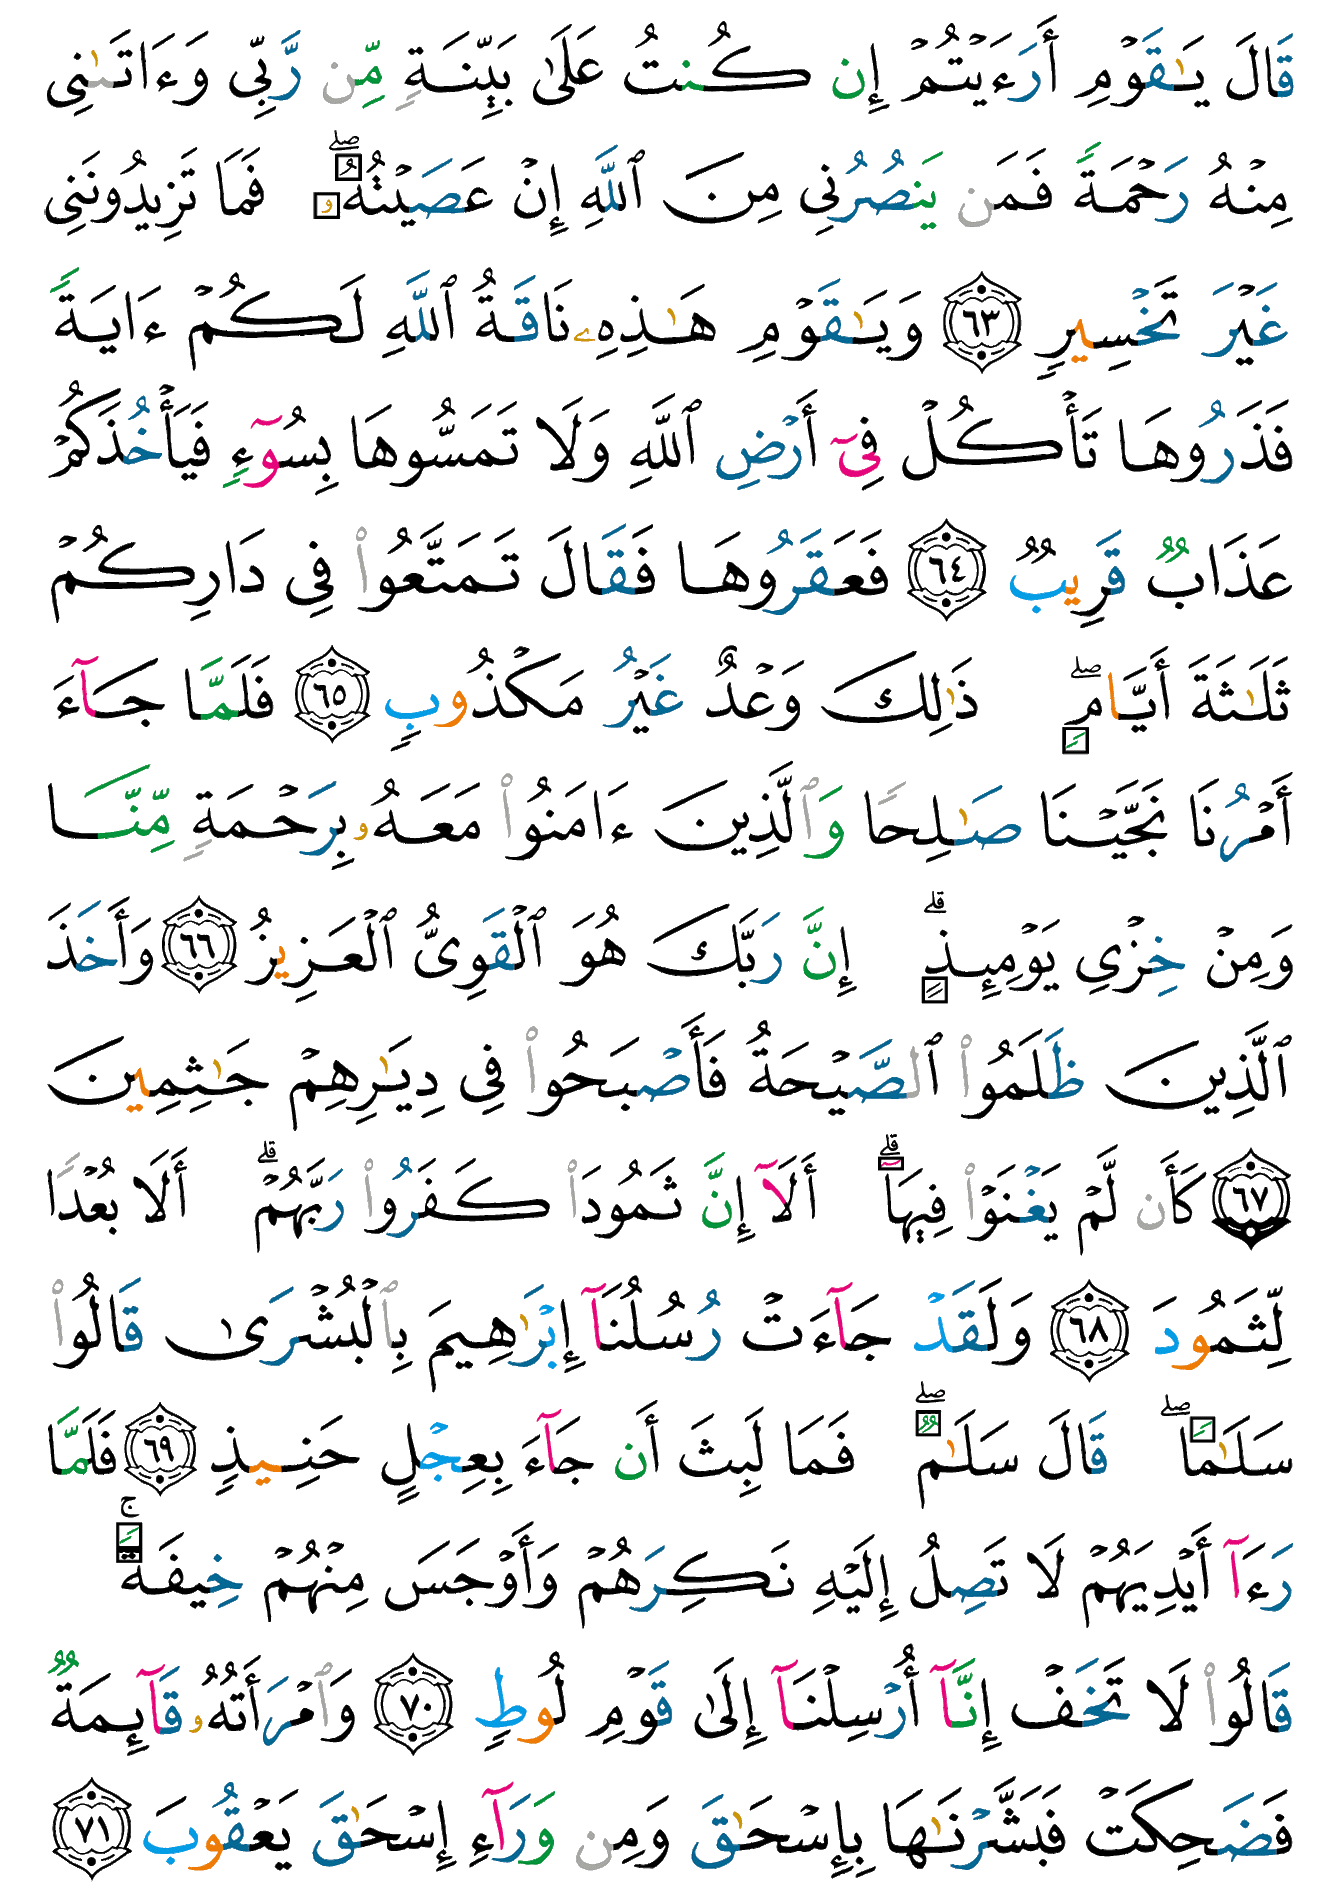 قَالَ يَـٰقَوْمِ أَرَءَيْتُمْ إِن كُنتُ عَلَىٰ بَيِّنَةٍ مِّن رَّبِّى وَءَاتَىٰنِى
مِنْهُ رَحْمَةً فَمَن يَنصُرُنِى مِنَ ٱللَّهِ إِنْ عَصَيْتُهُۥ ۖ فَمَا تَزِيدُونَنِى
غَيْرَ تَخْسِيرٍ ٦٣ وَيَـٰقَوْمِ هَـٰذِهِۦ نَاقَةُ ٱللَّهِ لَكُمْ ءَايَةً
فَذَرُوهَا تَأْكُلْ فِىٓ أَرْضِ ٱللَّهِ وَلَا تَمَسُّوهَا بِسُوٓءٍ فَيَأْخُذَكُمْ
عَذَابٌ قَرِيبٌ ٦٤ فَعَقَرُوهَا فَقَالَ تَمَتَّعُوا۟ فِى دَارِكُمْ
ثَلَـٰثَةَ أَيَّامٍ ۖ ذَٰلِكَ وَعْدٌ غَيْرُ مَكْذُوبٍ ٦٥ فَلَمَّا جَآءَ
أَمْرُنَا نَجَّيْنَا صَـٰلِحًا وَٱلَّذِينَ ءَامَنُوا۟ مَعَهُۥ بِرَحْمَةٍ مِّنَّا
وَمِنْ خِزْىِ يَوْمِئِذٍ ۗ إِنَّ رَبَّكَ هُوَ ٱلْقَوِىُّ ٱلْعَزِيزُ ٦٦ وَأَخَذَ
ٱلَّذِينَ ظَلَمُوا۟ ٱلصَّيْحَةُ فَأَصْبَحُوا۟ فِى دِيَـٰرِهِمْ جَـٰثِمِينَ
٦٧ كَأَن لَّمْ يَغْنَوْا۟ فِيهَآ ۗ أَلَآ إِنَّ ثَمُودَا۟ كَفَرُوا۟ رَبَّهُمْ ۗ أَلَا بُعْدًا
لِّثَمُودَ ٦٨ وَلَقَدْ جَآءَتْ رُسُلُنَآ إِبْرَٰهِيمَ بِٱلْبُشْرَىٰ قَالُوا۟
سَلَـٰمًا ۖ قَالَ سَلَـٰمٌ ۖ فَمَا لَبِثَ أَن جَآءَ بِعِجْلٍ حَنِيذٍ ٦٩ فَلَمَّا
رَءَآ أَيْدِيَهُمْ لَا تَصِلُ إِلَيْهِ نَكِرَهُمْ وَأَوْجَسَ مِنْهُمْ خِيفَةً ۚ
قَالُوا۟ لَا تَخَفْ إِنَّآ أُرْسِلْنَآ إِلَىٰ قَوْمِ لُوطٍ ٧٠ وَٱمْرَأَتُهُۥ قَآئِمَةٌ
فَضَحِكَتْ فَبَشَّرْنَـٰهَا بِإِسْحَـٰقَ وَمِن وَرَآءِ إِسْحَـٰقَ يَعْقُوبَ ٧١